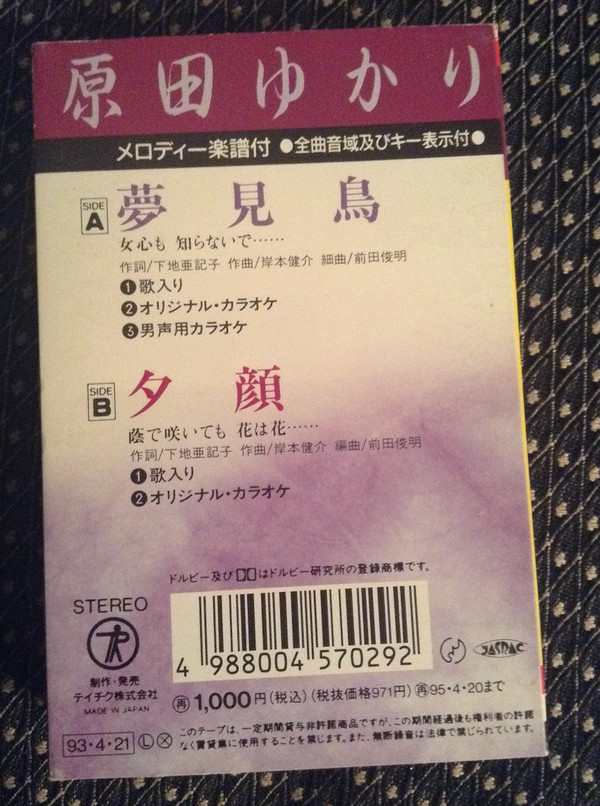 原田ゆかり
メロディー楽譜付 ●全曲音域及びキー表示付●
SIDE A 夢見鳥
女心も 知らないで……
作詞/下地亜記子 作曲/岸本健介 細曲/前田俊明
❶歌入り
❷オリジナル・カラオケ
❸男声用カラオケ
SIDE B 夕顔
蔭で咲いても 花は花……
作詞/下地亜記子 作曲/岸本健介 編曲/前田俊明
❶歌入り
❷オリジナル・カラオケ
ドルビー及びはドルビー研究所の登録商標です。
STEREO
制作・発売
テイチク株式会社
MADE IN JAPAN
4 988004 570292
JASRAC
再1,000円(税込)(税抜価格971円)再95・4・20まで
93・4・21 Ⓛ Ⓧ
このテープは、一定期間貸与非許諾商品ですが、この期間経過後も権利者の許諾
なく賃貸業に使用することを禁じます。また、無断録音は法律で禁じられています。